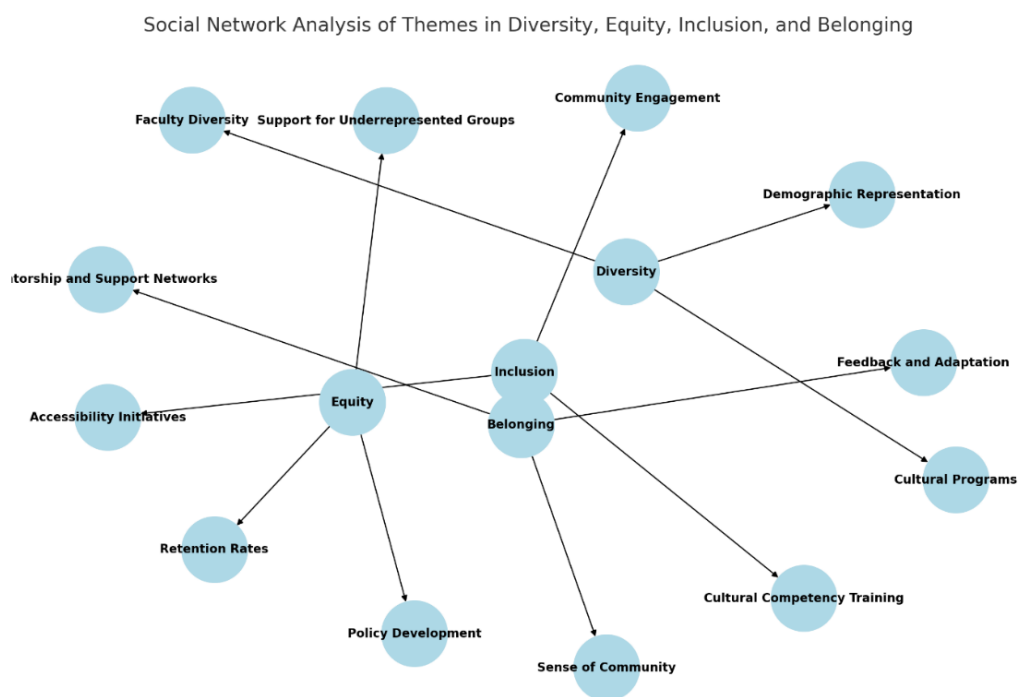 Social Network Analysis of Themes in Diversity, Equity, Inclusion, and Belonging
Community Engagement
Faculty Diversity
Support for Underrepresented Groups
Demographic Representation
Diversity
and Support Networks
Feedback and Adaptation
Inclusion
Equity
Accessibility Initiatives
Belonging
Cultural Programs
Retention Rates
Cultural Competency Training
Policy Development
Sense of Community